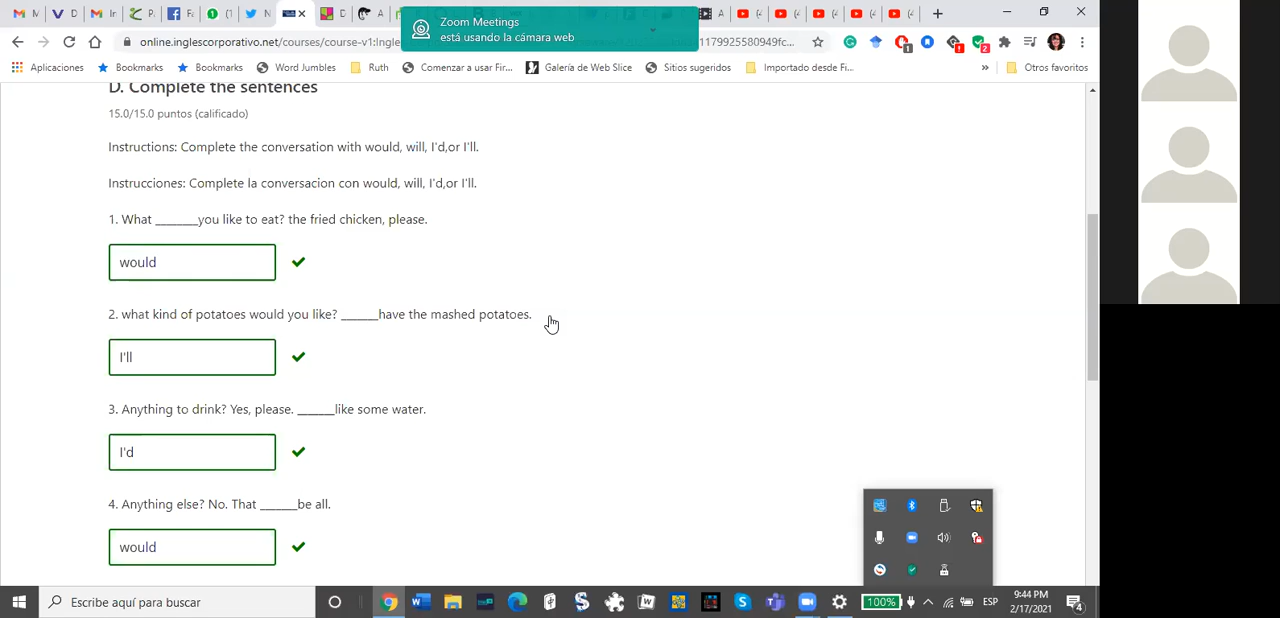 Zoom Meetings
está usando la cámara web
online.inglescorporativo.net/courses/course-v1:Ingle
1179925580949fc...
Aplicaciones
Bookmarks
Bookmarks
Word Jumbles
Ruth
Comenzar a usar Fir...
Galería de Web Slice
Sitios sugeridos
Importado desde Fi...
»
Otros favoritos
D. Complete the sentences
15.0/15.0 puntos (calificado)
Instructions: Complete the conversation with would, will, I'd,or I'll.
Instrucciones: Complete la conversacion con would, will, I'd,or I'll.
1. What ________you like to eat? the fried chicken, please.
would
2. what kind of potatoes would you like? ______have the mashed potatoes.
I'll
3. Anything to drink? Yes, please. ______like some water.
I'd
4. Anything else? No. That ______be all.
would
Escribe aquí para buscar
100%
ESP
9:44 PM
2/17/2021
4